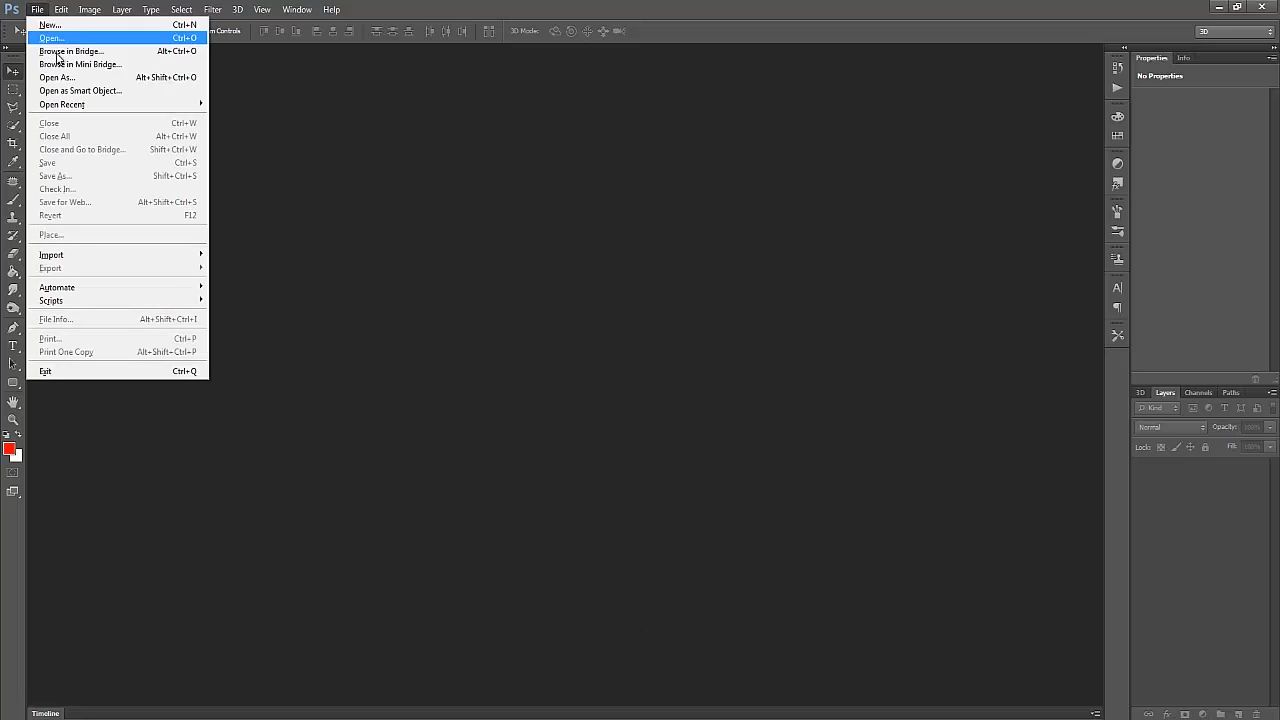 Ps File Edit Image Layer Type Select Filter 3D View Window Help
m Controls 3D Mode: 3D
New... Ctrl+N
Open... Ctrl+O
Browse in Bridge... Alt+Ctrl+O
Browse in Mini Bridge...
Open As... Alt+Shift+Ctrl+O
Open as Smart Object...
Open Recent
Close Ctrl+W
Close All Alt+Ctrl+W
Close and Go to Bridge... Shift+Ctrl+W
Save Ctrl+S
Save As... Shift+Ctrl+S
Check In...
Save for Web... Alt+Shift+Ctrl+S
Revert F12
Place...
Import
Export
Automate
Scripts
File Info... Alt+Shift+Ctrl+I
Print... Ctrl+P
Print One Copy Alt+Shift+Ctrl+P
Exit Ctrl+Q
Properties Info
No Properties
3D Layers Channels Paths
Kind
Normal Opacity: 100%
Lock: Fill: 100%
Timeline